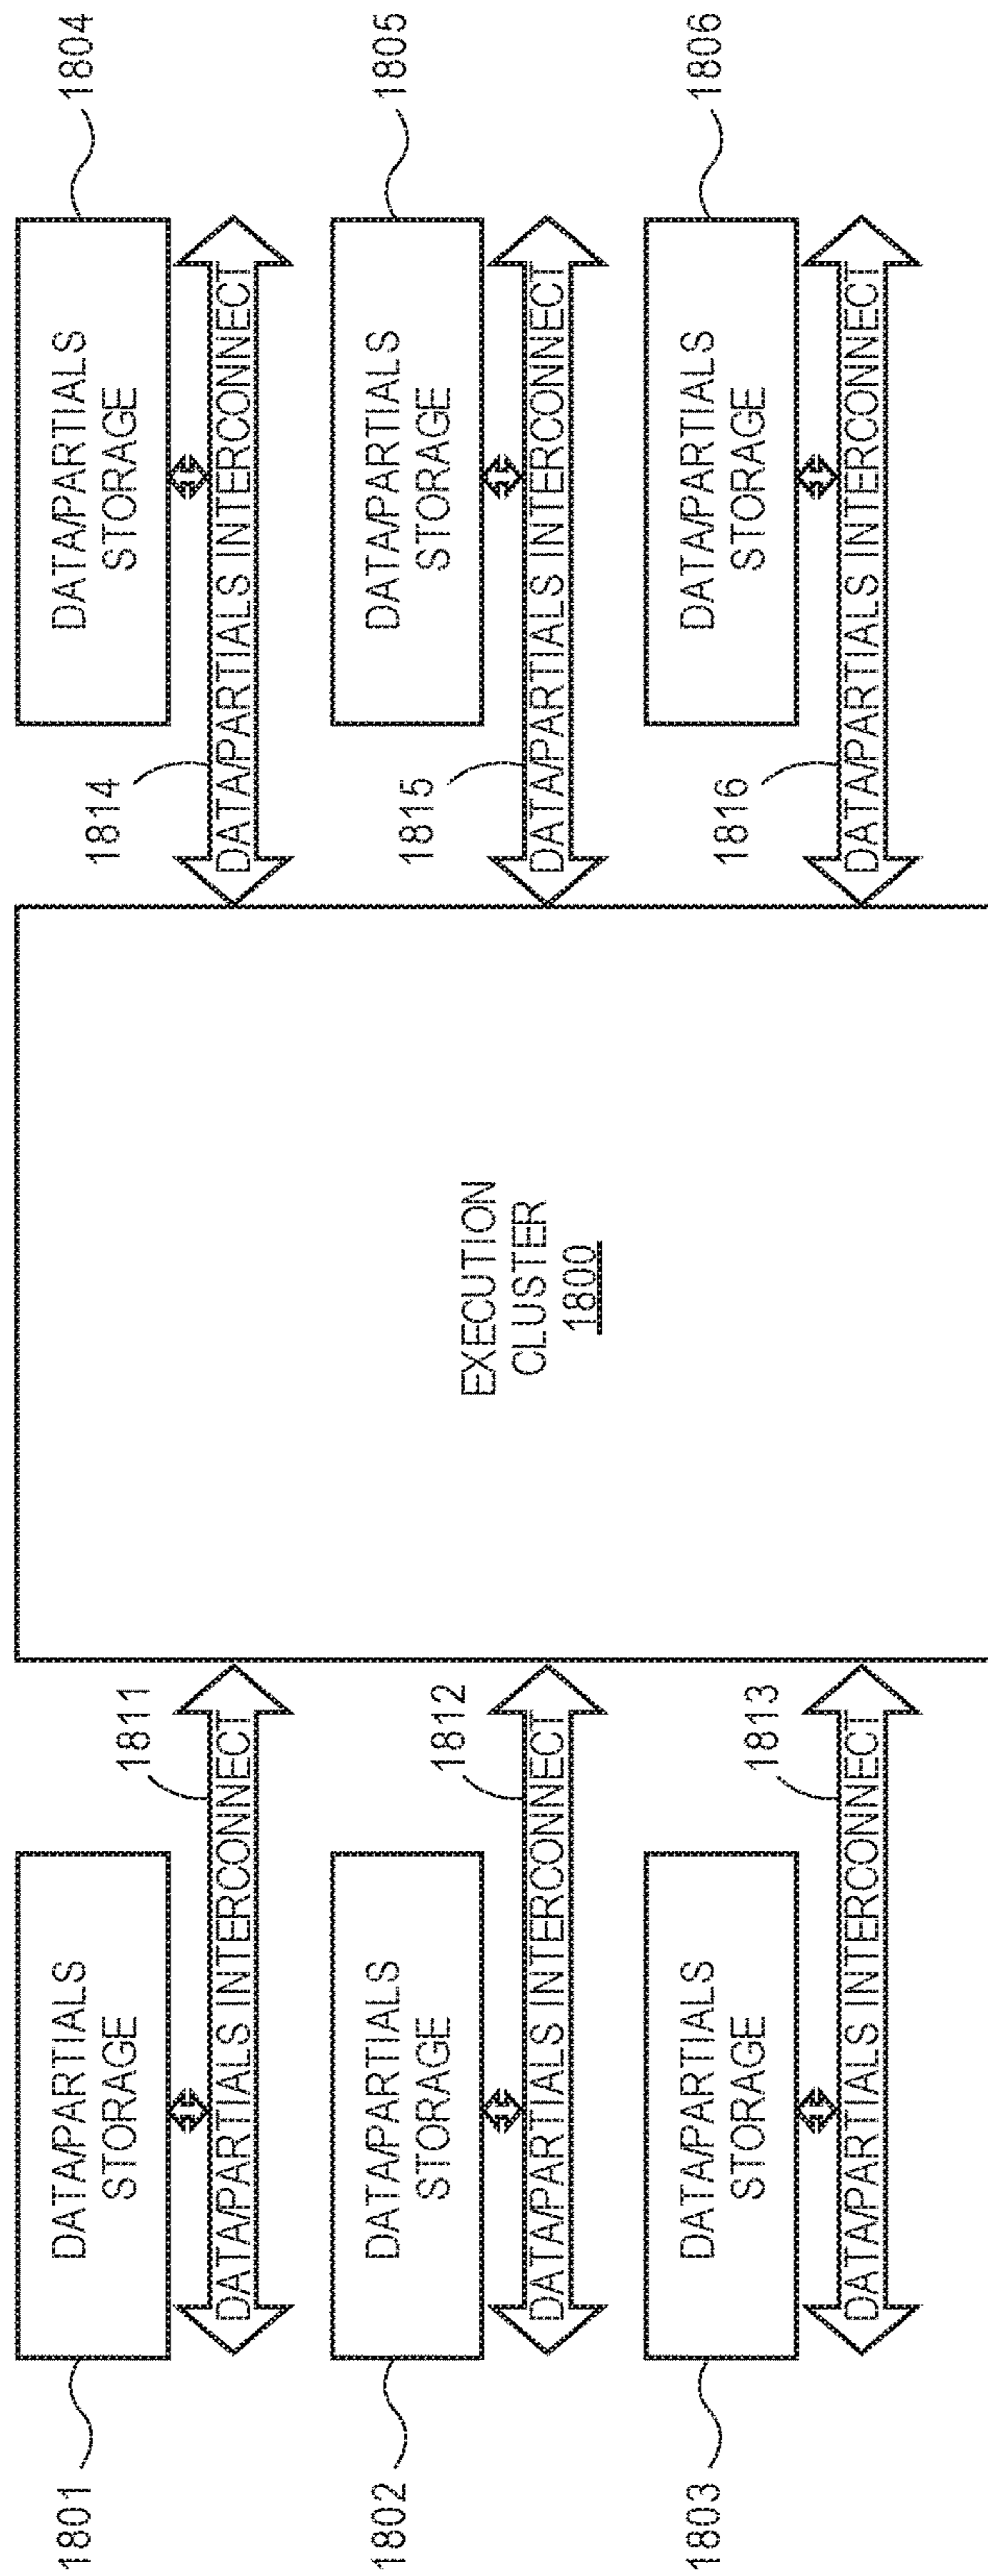 1801
DATA/PARTIALS
STORAGE
1811
DATA/PARTIALS INTERCONNECT
1802
DATA/PARTIALS
STORAGE
1812
DATA/PARTIALS INTERCONNECT
1803
DATA/PARTIALS
STORAGE
1813
DATA/PARTIALS INTERCONNECT
EXECUTION
CLUSTER
1800
DATA/PARTIALS
STORAGE
1804
1814
DATA/PARTIALS INTERCONNECT
DATA/PARTIALS
STORAGE
1805
1815
DATA/PARTIALS INTERCONNECT
DATA/PARTIALS
STORAGE
1806
1816
DATA/PARTIALS INTERCONNECT